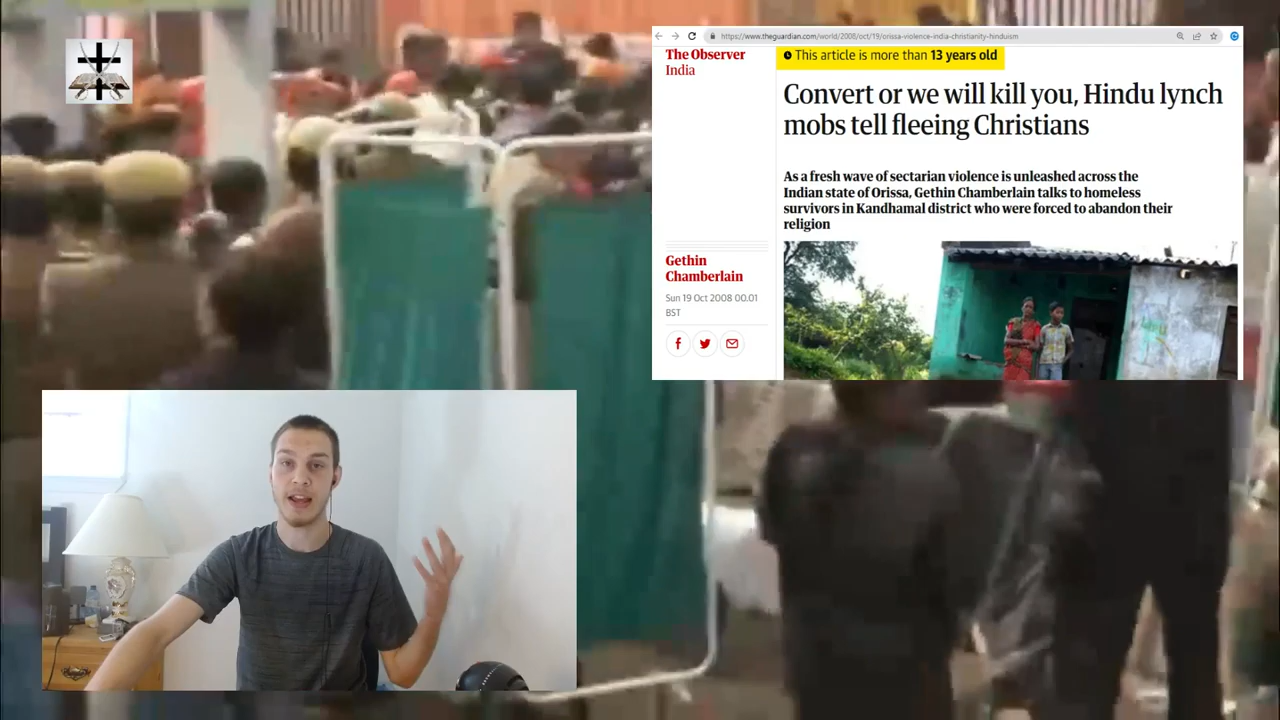 https://www.theguardian.com/world/2008/oct/19/orissa-violence-india-christianity-hinduism
The Observer
India
This article is more than 13 years old
Convert or we will kill you, Hindu lynch
mobs tell fleeing Christians
As a fresh wave of sectarian violence is unleashed across the
Indian state of Orissa, Gethin Chamberlain talks to homeless
survivors in Kandhamal district who were forced to abandon their
religion
Gethin
Chamberlain
Sun 19 Oct 2008 00.01
BST